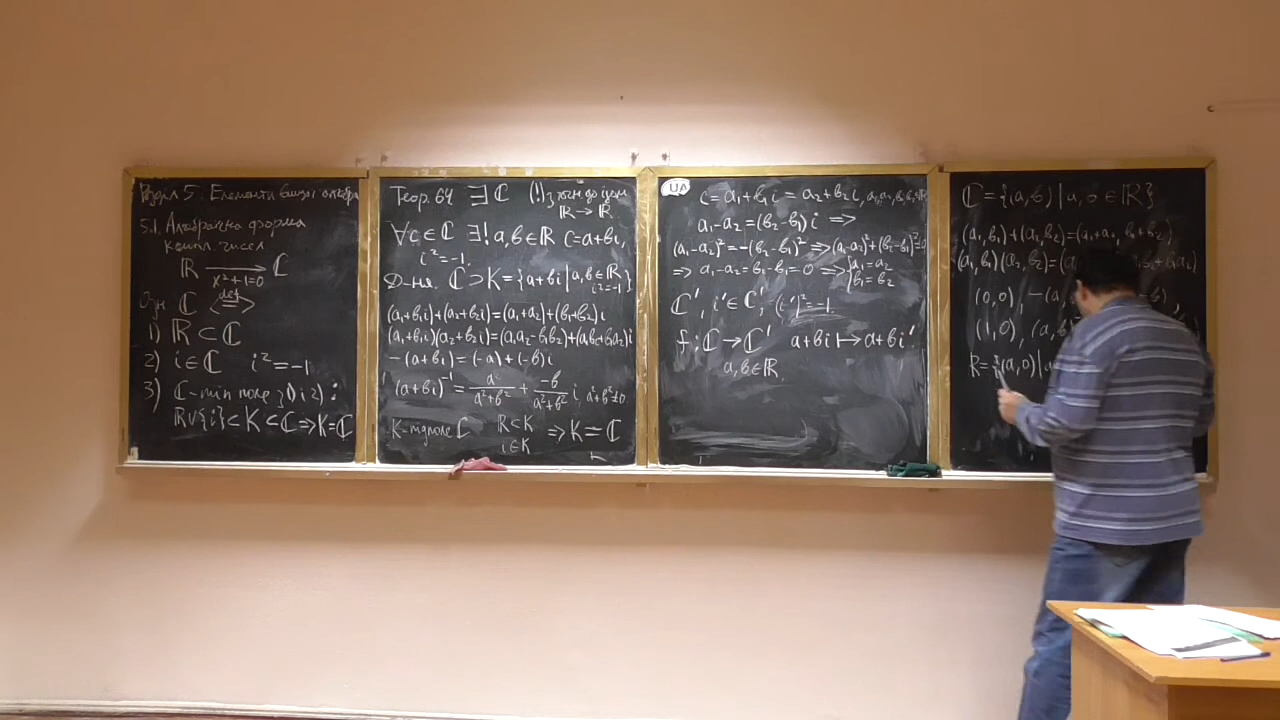 Розділ 5. Елементи вищої алгебри
5.1. Алгебраїчна форма
компл. чисел
ℝ ⟶ ℂ
x²+1=0
Озн ℂ ⟺ def
1) ℝ ⊂ ℂ
2) i∈ℂ i²=−1
3) ℂ-min поле з 1) і 2) :
ℝ∪{i}<K<ℂ⇒K=ℂ
Теор. 64 ∃ ℂ (!) з точн до ізом
ℝ → ℝ
∀c∈ℂ ∃! a,b∈ℝ c=a+bi,
i²=−1.
Д-ня. ℂ⊃K={a+bi | a,b∈ℝ
i²=−1}
(a₁+b₁i)+(a₂+b₂i)=(a₁+a₂)+(b₁+b₂)i
(a₁+b₁i)(a₂+b₂i)=(a₁a₂−b₁b₂)+(a₁b₂+b₁a₂)i
−(a+bi)=(−a)+(−b)i
(a+bi)⁻¹ = a/(a²+b²) + −b/(a²+b²) i, a²+b²≠0
K-підполе ℂ ℝ<K ⇒K=ℂ
i∈K
UA
c=a₁+b₁i=a₂+b₂i, a₁,a₂,b₁,b₂∈ℝ
a₁−a₂=(b₂−b₁)i ⇒
(a₁−a₂)²=−(b₂−b₁)² ⇒(a₁−a₂)²+(b₂−b₁)²=0
⇒ a₁−a₂=b₂−b₁=0 ⇒{a₁=a₂
b₁=b₂
ℂ', i'∈ℂ', (i')²=−1.
f:ℂ→ℂ' a+bi↦a+bi'
a,b∈ℝ
ℂ={(a,b) | a,b∈ℝ}
(a₁,b₁)+(a₂,b₂)=(a₁+a₂, b₁+b₂)
(a₁,b₁)(a₂,b₂)=(a₁
(0,0), −(a
(1,0), (a,b)
ℝ={(a,0) | a